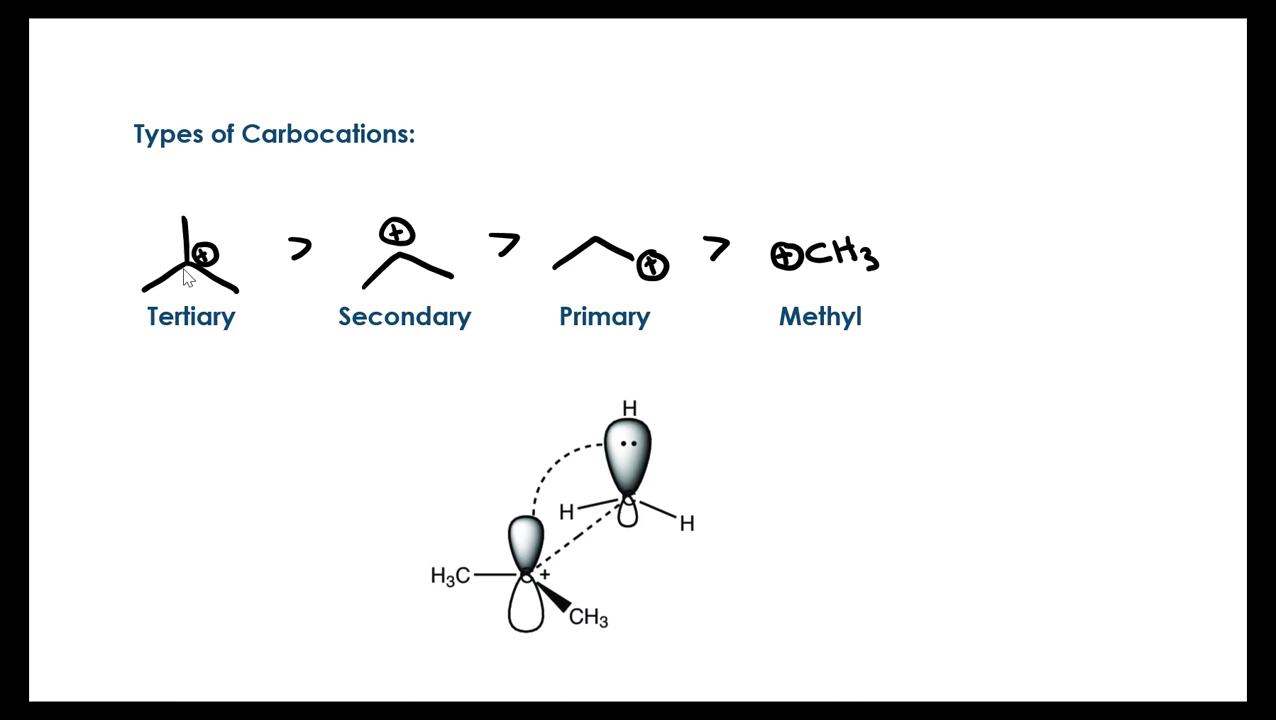 Types of Carbocations:
⊕ > ⊕ > ⊕ > ⊕CH₃
Tertiary Secondary Primary Methyl
H
••
C
H
H
H₃C C +
CH₃